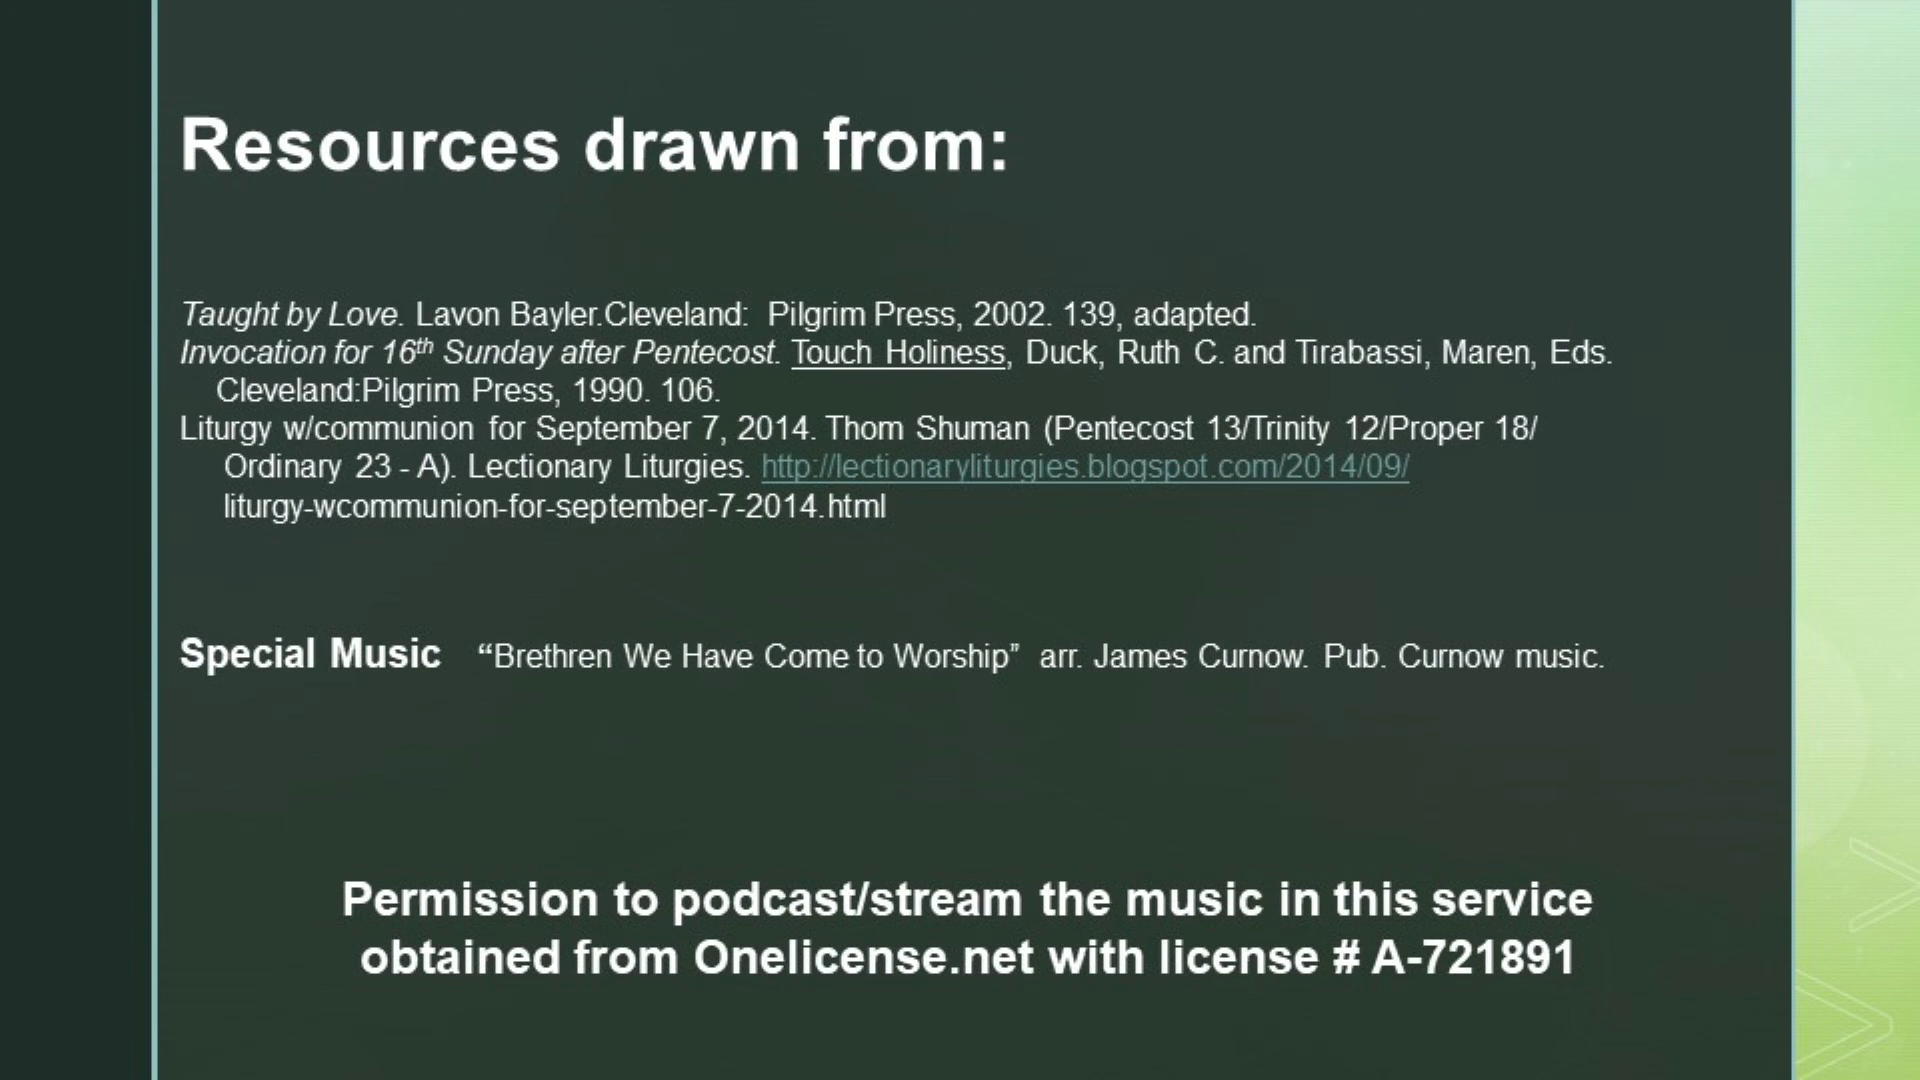 Resources drawn from:
Taught by Love. Lavon Bayler.Cleveland:  Pilgrim Press, 2002. 139, adapted.
Invocation for 16th Sunday after Pentecost. Touch Holiness, Duck, Ruth C. and Tirabassi, Maren, Eds.
Cleveland:Pilgrim Press, 1990. 106.
Liturgy w/communion for September 7, 2014. Thom Shuman (Pentecost 13/Trinity 12/Proper 18/
Ordinary 23 - A). Lectionary Liturgies. http://lectionaryliturgies.blogspot.com/2014/09/
liturgy-wcommunion-for-september-7-2014.html
Special Music “Brethren We Have Come to Worship” arr. James Curnow. Pub. Curnow music.
Permission to podcast/stream the music in this service
obtained from Onelicense.net with license # A-721891